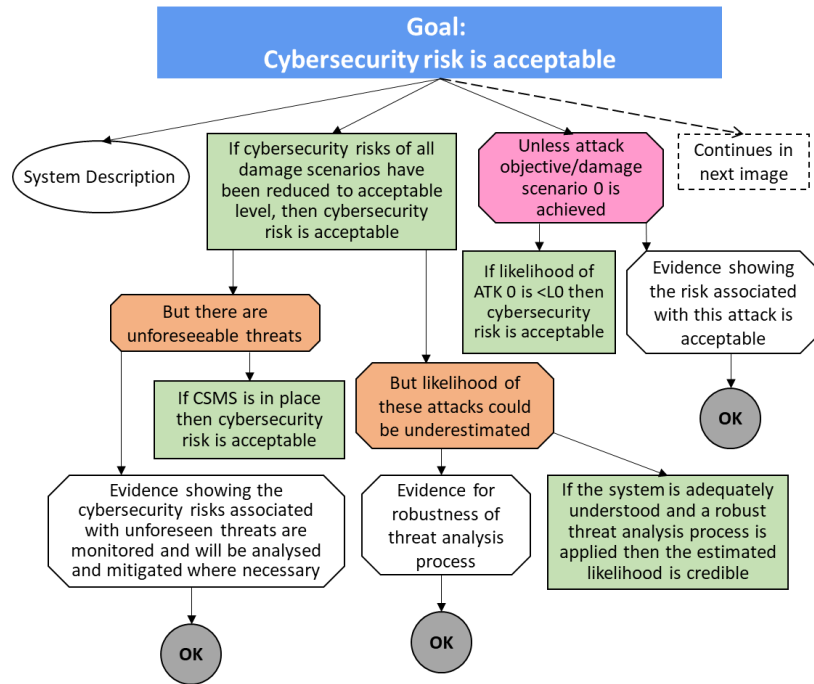 Goal:
Cybersecurity risk is acceptable
System Description
If cybersecurity risks of all
damage scenarios have
been reduced to acceptable
level, then cybersecurity
risk is acceptable
Unless attack
objective/damage
scenario 0 is
achieved
Continues in
next image
If likelihood of
ATK 0 is <L0 then
cybersecurity
risk is acceptable
Evidence showing
the risk associated
with this attack is
acceptable
But there are
unforeseeable threats
If CSMS is in place
then cybersecurity
risk is acceptable
But likelihood of
these attacks could
be underestimated
OK
Evidence showing the
cybersecurity risks associated
with unforeseen threats are
monitored and will be analysed
and mitigated where necessary
Evidence for
robustness of
threat analysis
process
If the system is adequately
understood and a robust
threat analysis process is
applied then the estimated
likelihood is credible
OK
OK